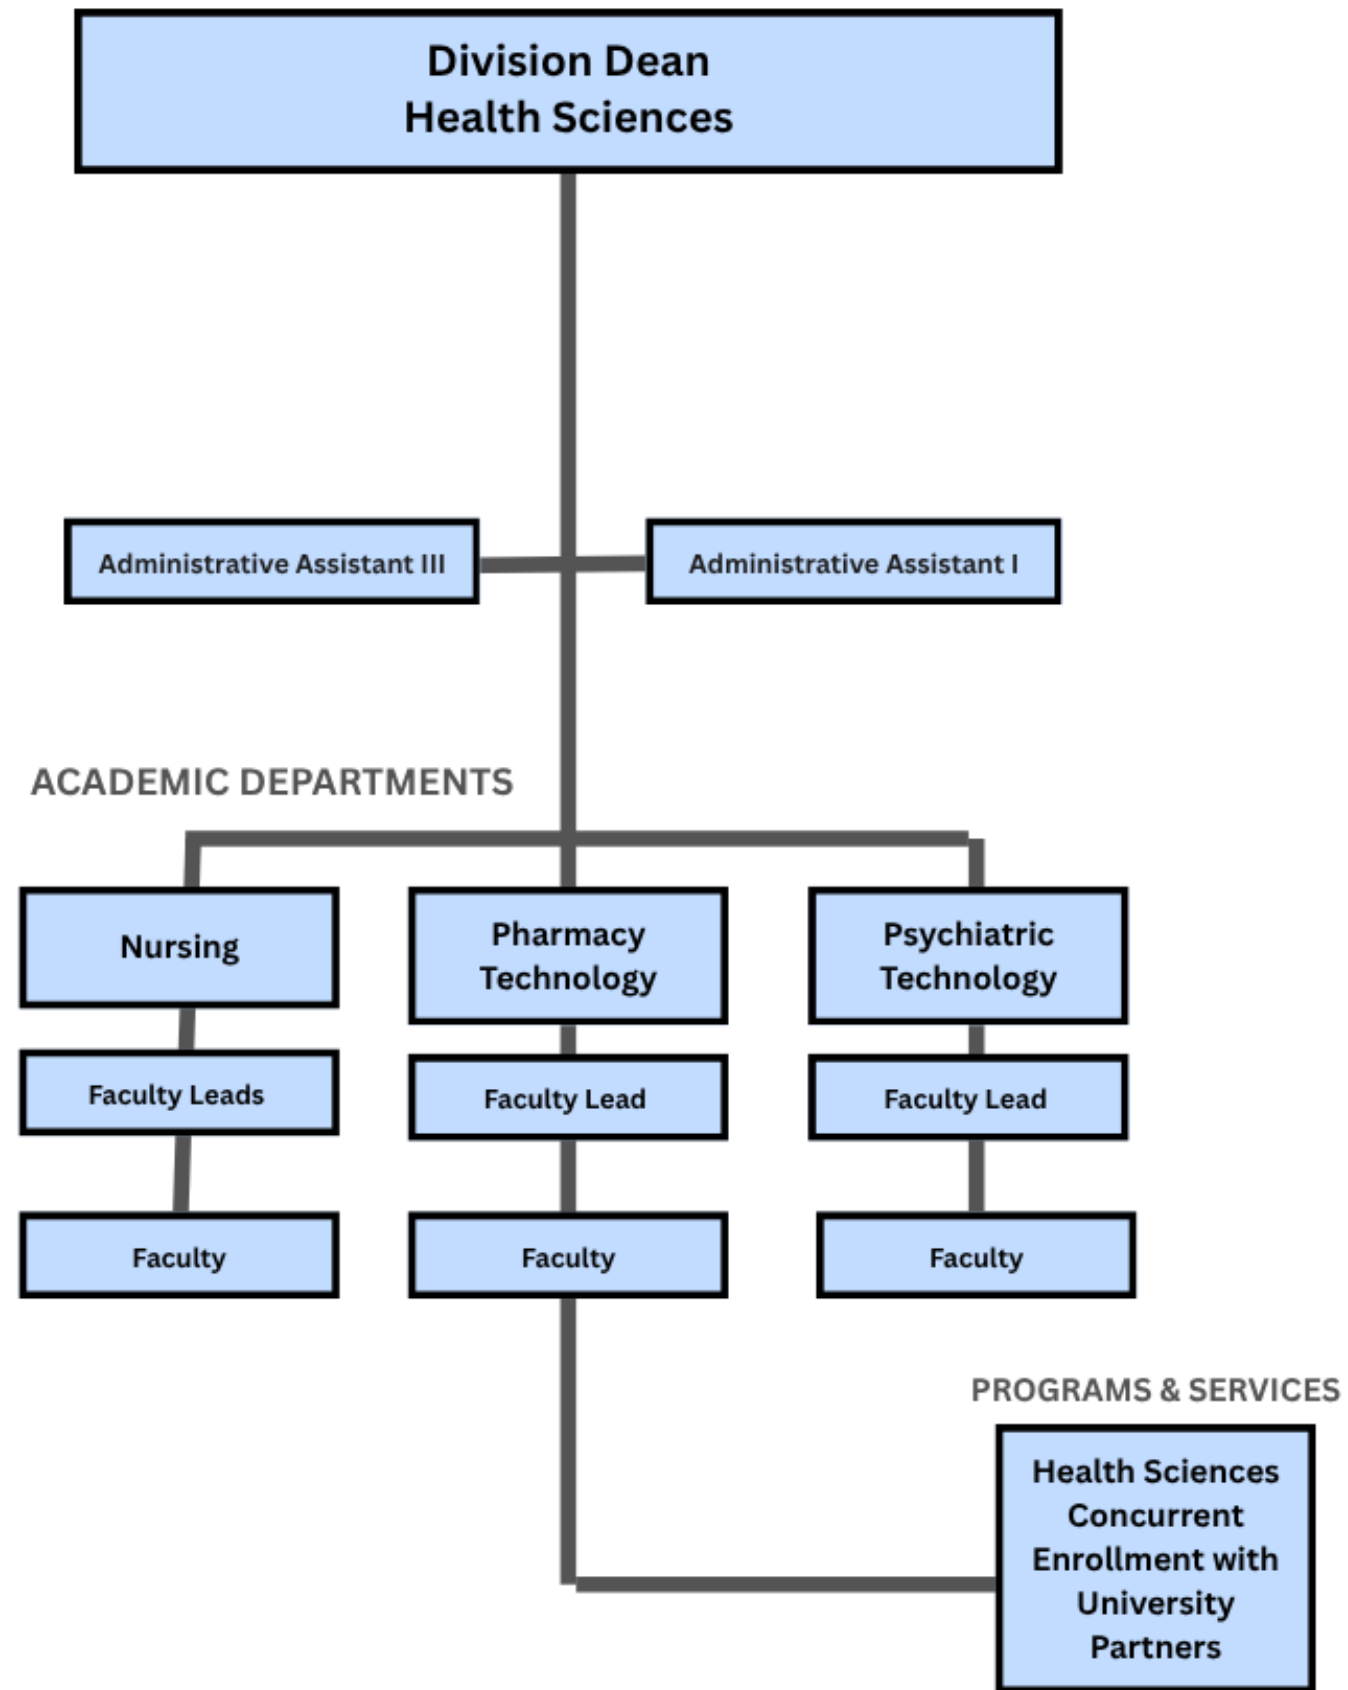 Division Dean
Health Sciences
Administrative Assistant III
Administrative Assistant I
ACADEMIC DEPARTMENTS
Nursing
Pharmacy
Technology
Psychiatric
Technology
Faculty Leads
Faculty Lead
Faculty Lead
Faculty
Faculty
Faculty
PROGRAMS & SERVICES
Health Sciences
Concurrent
Enrollment with
University
Partners